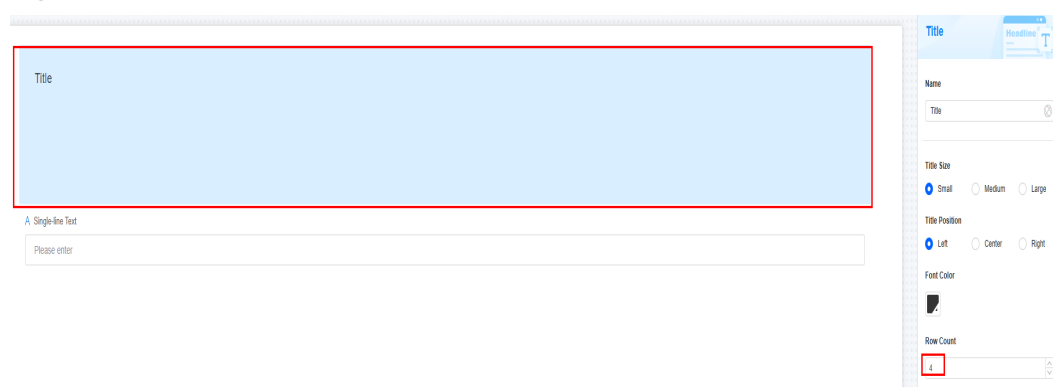 Title
A Single-line Text
Please enter
Title
Headline
T
Name
Title
Title Size
Small Medium Large
Title Position
Left Center Right
Font Color
Row Count
4